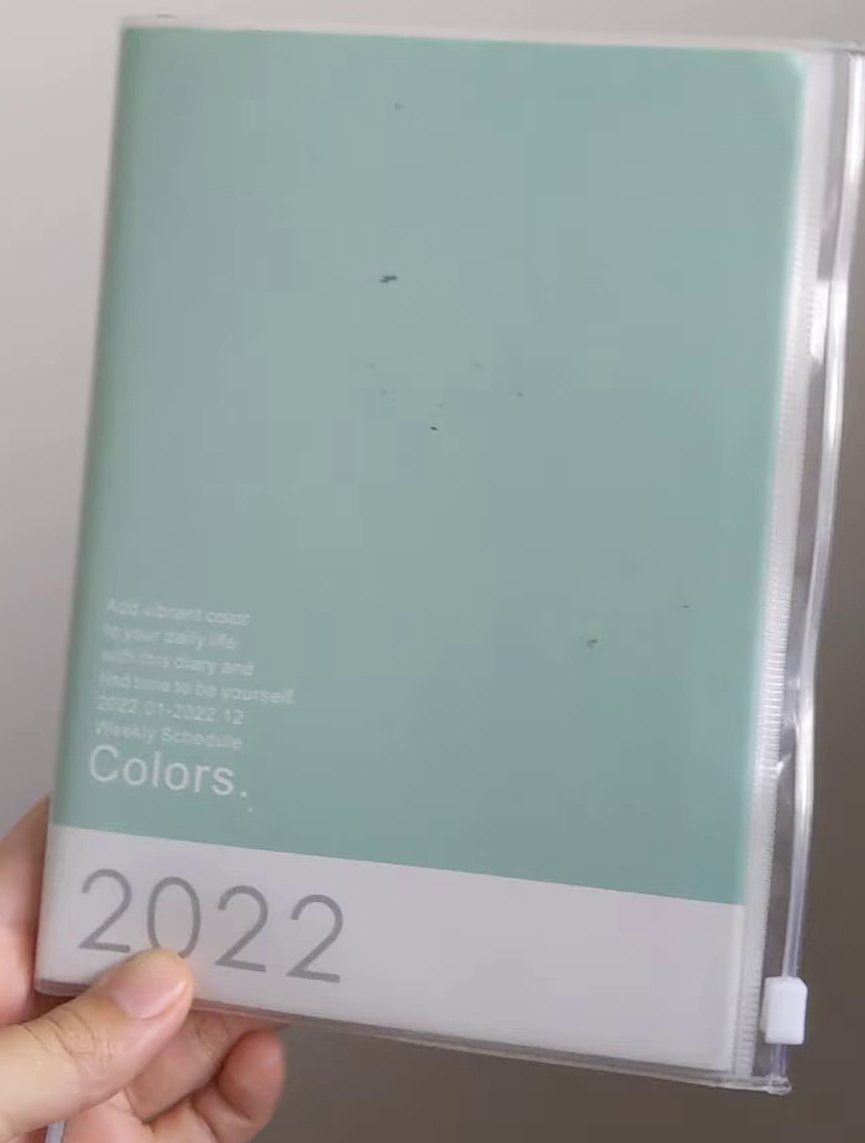 Add vibrant color
to your daily life
with this diary and
find time to be yourself.
2022.01-2022.12
Weekly Schedule
Colors.
2022